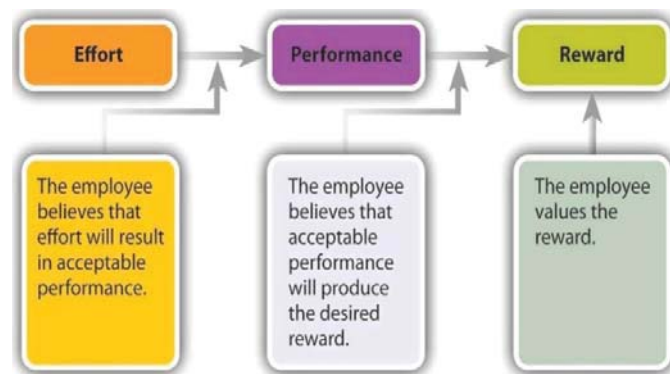 Effort
Performance
Reward
The employee
believes that
effort will result
in acceptable
performance.
The employee
believes that
acceptable
performance
will produce
the desired
reward.
The employee
values the
reward.